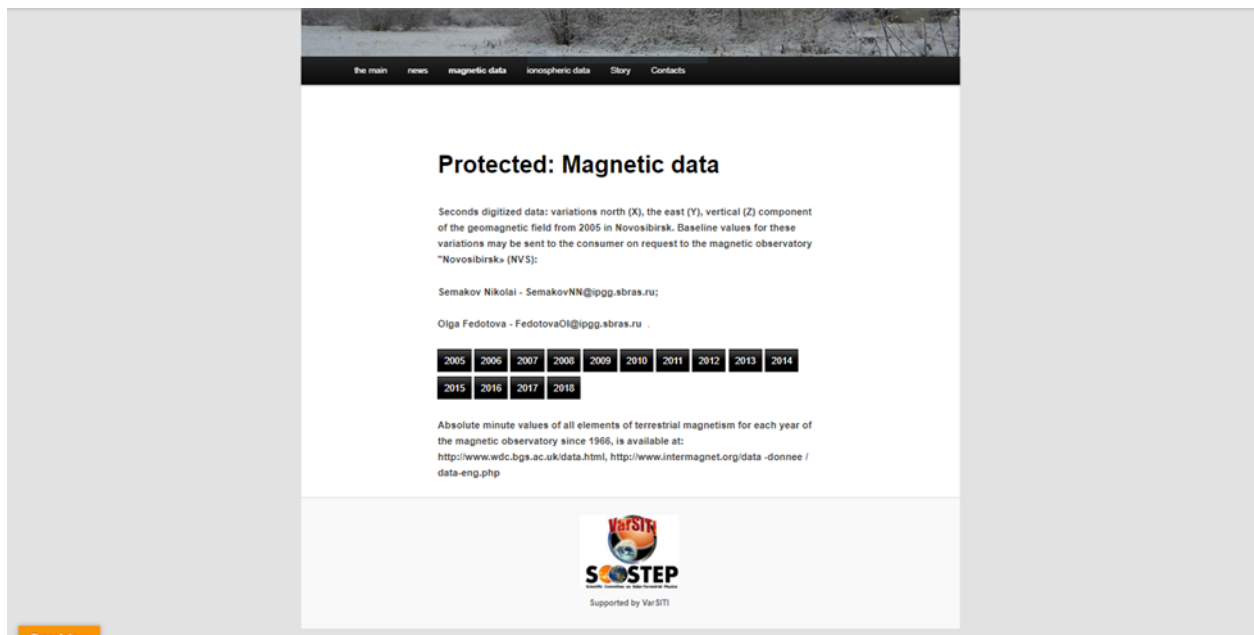 the main news magnetic data ionospheric data Story Contacts
Protected: Magnetic data
Seconds digitized data: variations north (X), the east (Y), vertical (Z) component
of the geomagnetic field from 2005 in Novosibirsk. Baseline values for these
variations may be sent to the consumer on request to the magnetic observatory
"Novosibirsk» (NVS):
Semakov Nikolai - SemakovNN@ipgg.sbras.ru;
Olga Fedotova - FedotovaOI@ipgg.sbras.ru .
2005 2006 2007 2008 2009 2010 2011 2012 2013 2014
2015 2016 2017 2018
Absolute minute values of all elements of terrestrial magnetism for each year of
the magnetic observatory since 1966, is available at:
http://www.wdc.bgs.ac.uk/data.html, http://www.intermagnet.org/data -donnee /
data-eng.php
VarSITI
SCOSTEP
Scientific Committee on Solar-Terrestrial Physics
Supported by VarSITI